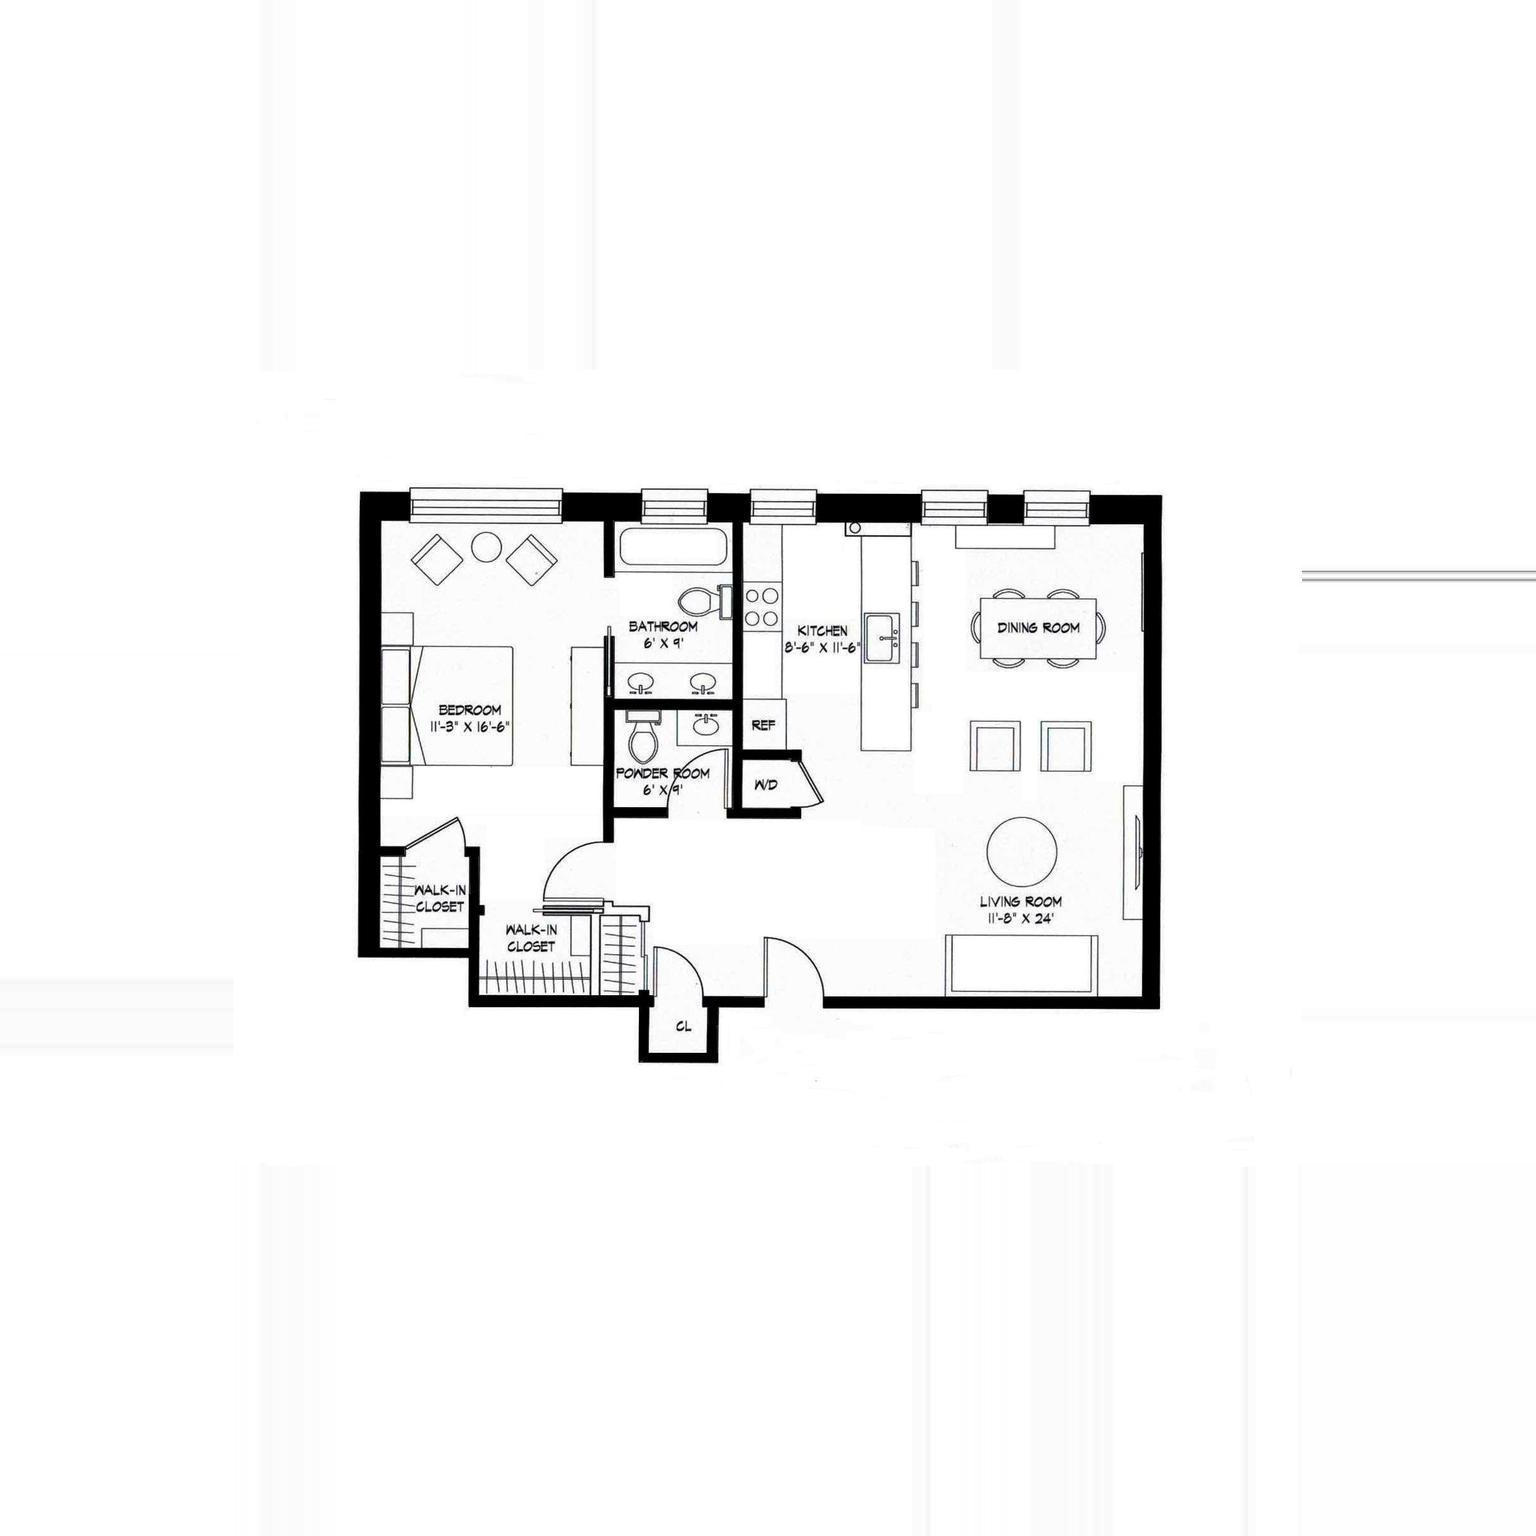 BATHROOM
6' X 9'
KITCHEN
8'-6" X 11'-6"
DINING ROOM
BEDROOM
11'-3" X 16'-6"
REF
POWDER ROOM
6' X 9'
W/D
WALK-IN
CLOSET
WALK-IN
CLOSET
LIVING ROOM
11'-8" X 24'
CL